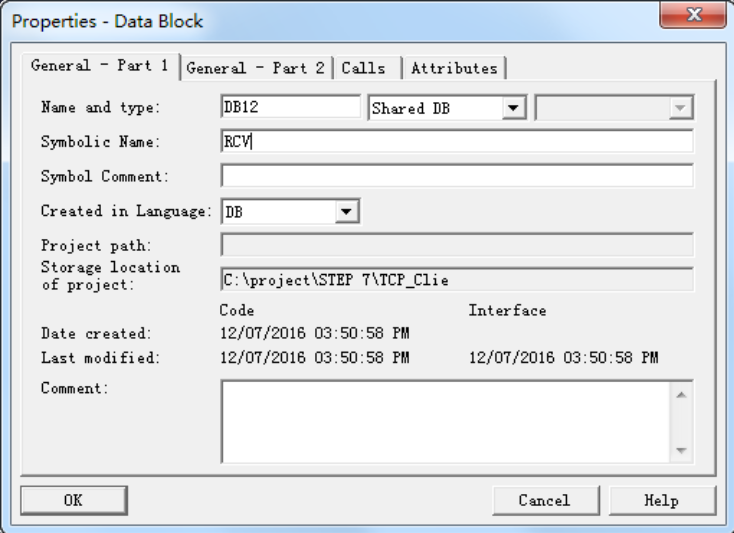 Properties - Data Block
General - Part 1 General - Part 2 Calls Attributes
Name and type: DB12 Shared DB
Symbolic Name: RCV
Symbol Comment:
Created in Language: DB
Project path:
Storage location
of project: C:\project\STEP 7\TCP_Clie
Code Interface
Date created: 12/07/2016 03:50:58 PM
Last modified: 12/07/2016 03:50:58 PM 12/07/2016 03:50:58 PM
Comment:
OK Cancel Help